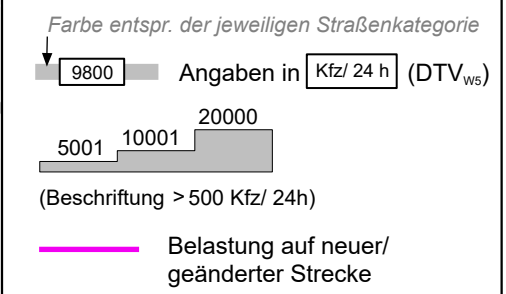 Farbe entspr. der jeweiligen Straßenkategorie
9800 Angaben in Kfz/ 24 h (DTVW5)
5001 10001 20000
(Beschriftung > 500 Kfz/ 24h)
Belastung auf neuer/
geänderter Strecke